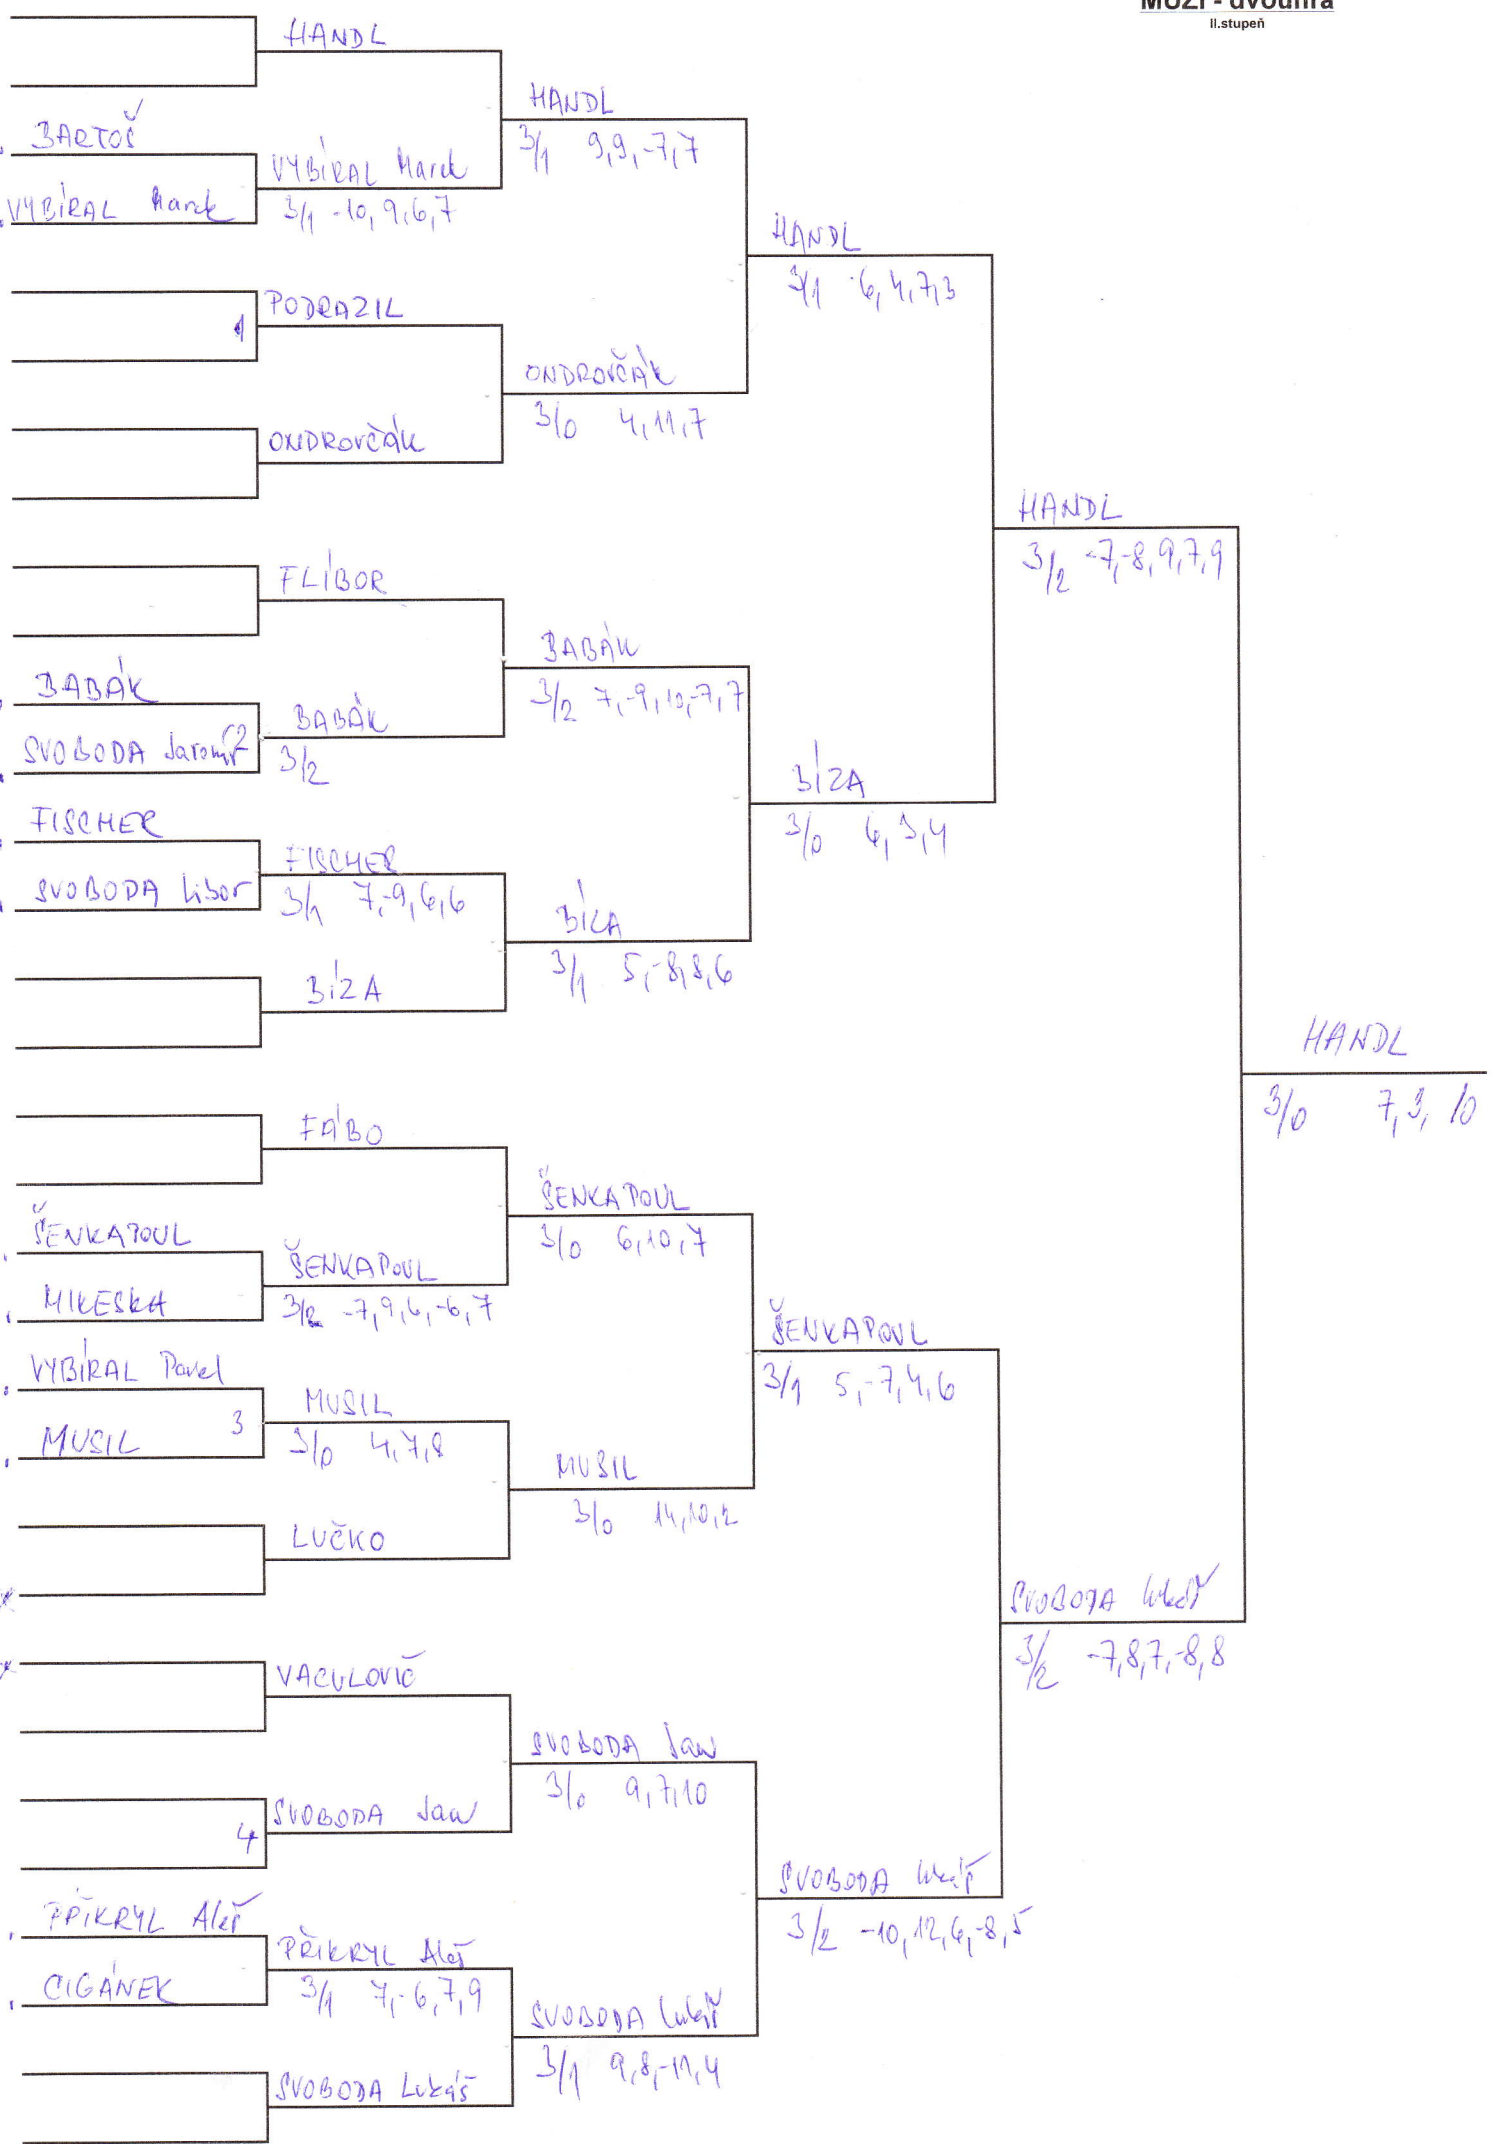 MUŽI - dvouhra
II.stupeň
HANDL
BARTOŠ
VYBÍRAL Marek
VYBÍRAL Marek
3/1 -10, 9, 6, 7
HANDL
3/1 9, 9, -7, 7
PODRAZIL
1
ONDROVČÁK
ONDROVČÁK
3/0 4, 11, 7
HANDL
3/1 -6, 4, 7, 3
FLÍBOR
BABÁK
SVOBODA Jaromír 2
BABÁK
3/2
BABÁK
3/2 7, -9, 10, -7, 7
FISCHER
SVOBODA Libor
FISCHER
3/1 7, -9, 6, 6
BÍZA
BÍZA
3/1 5, -8, 8, 6
BÍZA
3/0 6, 3, 4
HANDL
3/2 -7, -8, 9, 7, 9
FÁBO
ŠENKAPOUL
MIKESKA
ŠENKAPOUL
3/2 -7, 9, 6, -6, 7
ŠENKAPOUL
3/0 6, 10, 7
VYBÍRAL Pavel
MUSIL 3
MUSIL
3/0 4, 7, 8
LUČKO
MUSIL
3/0 14, 10, 2
ŠENKAPOUL
3/1 5, -7, 4, 6
VACULOVIČ
4
SVOBODA Jan
SVOBODA Jan
3/0 9, 7, 10
PŘIKRYL Aleš
CIGÁNEK
PŘIKRYL Aleš
3/1 7, -6, 7, 9
SVOBODA Lukáš
SVOBODA Lukáš
3/1 9, 8, -11, 4
SVOBODA Lukáš
3/2 -10, 12, 6, -8, 5
SVOBODA Lukáš
3/2 -7, 8, 7, -8, 8
HANDL
3/0 7, 3, 10